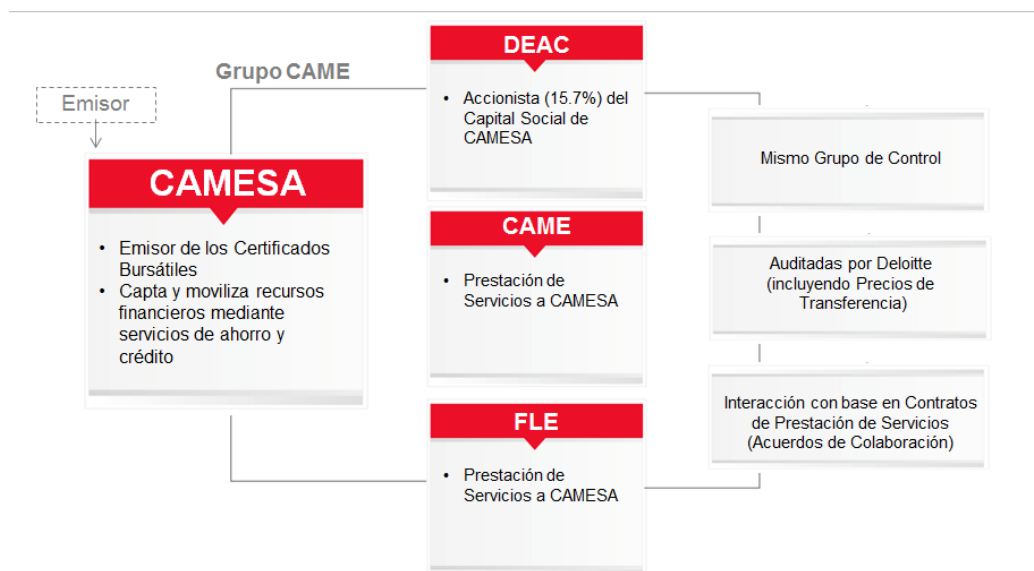 Grupo CAME
Emisor
CAMESA
• Emisor de los Certificados
Bursátiles
• Capta y moviliza recursos
financieros mediante
servicios de ahorro y
crédito
DEAC
• Accionista (15.7%) del
Capital Social de
CAMESA
CAME
• Prestación de
Servicios a CAMESA
FLE
• Prestación de
Servicios a CAMESA
Mismo Grupo de Control
Auditadas por Deloitte
(incluyendo Precios de
Transferencia)
Interacción con base en Contratos
de Prestación de Servicios
(Acuerdos de Colaboración)